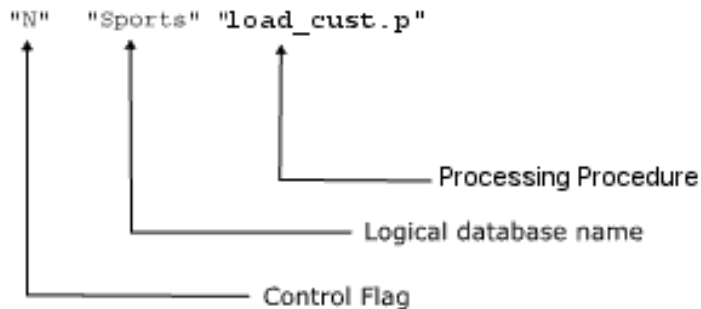 "N" "Sports" "load_cust.p"
Processing Procedure
Logical database name
Control Flag